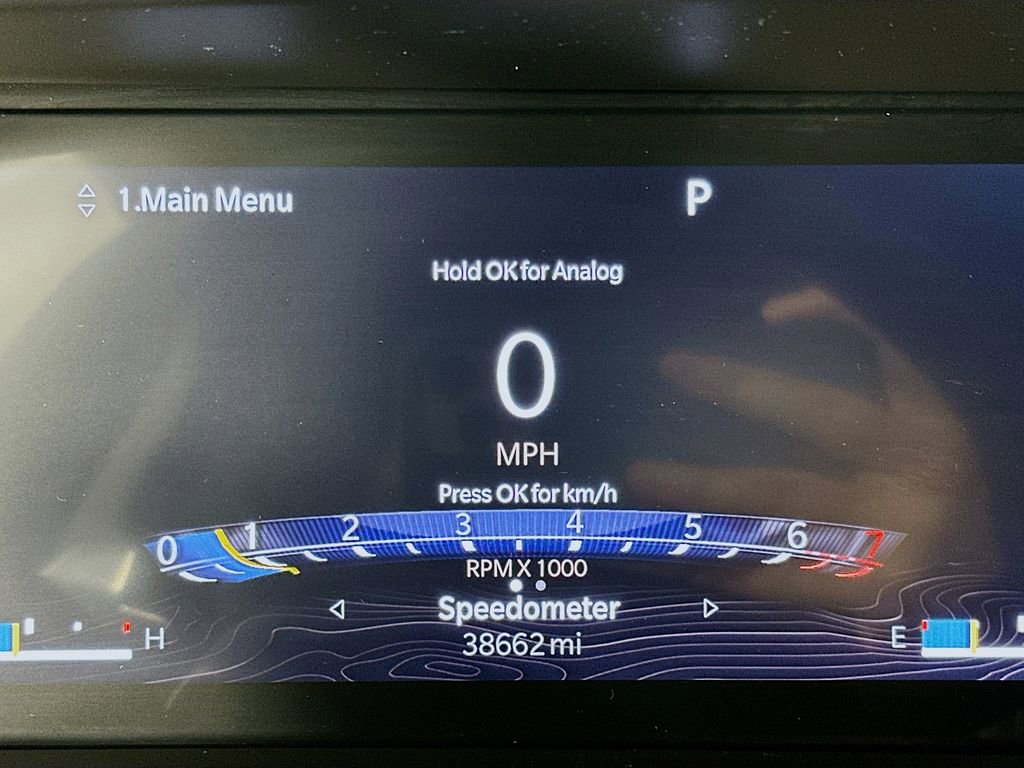 1.Main Menu
P
Hold OK for Analog
0
MPH
Press OK for km/h
0 1 2 3 4 5 6 7
RPM X 1000
Speedometer
38662 mi
H
E